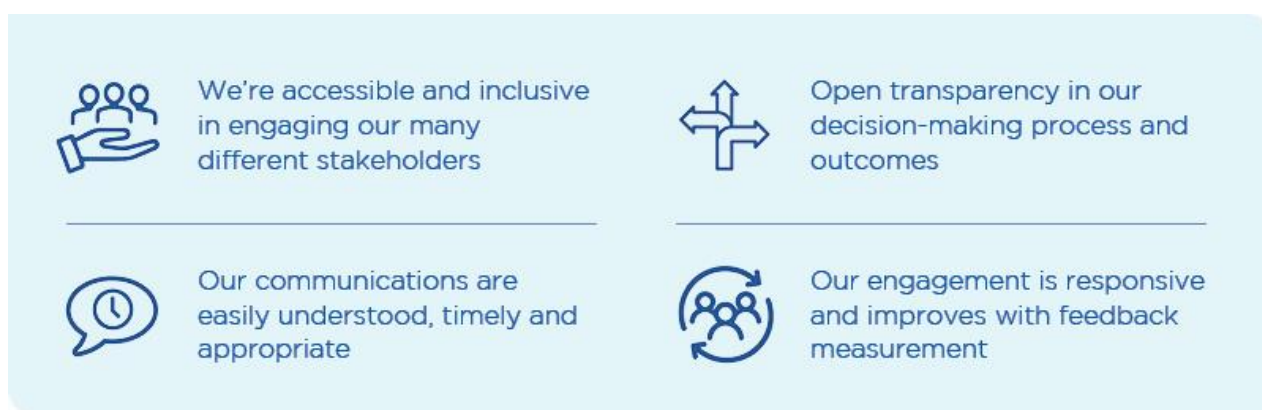 We're accessible and inclusive
in engaging our many
different stakeholders
Open transparency in our
decision-making process and
outcomes
Our communications are
easily understood, timely and
appropriate
Our engagement is responsive
and improves with feedback
measurement